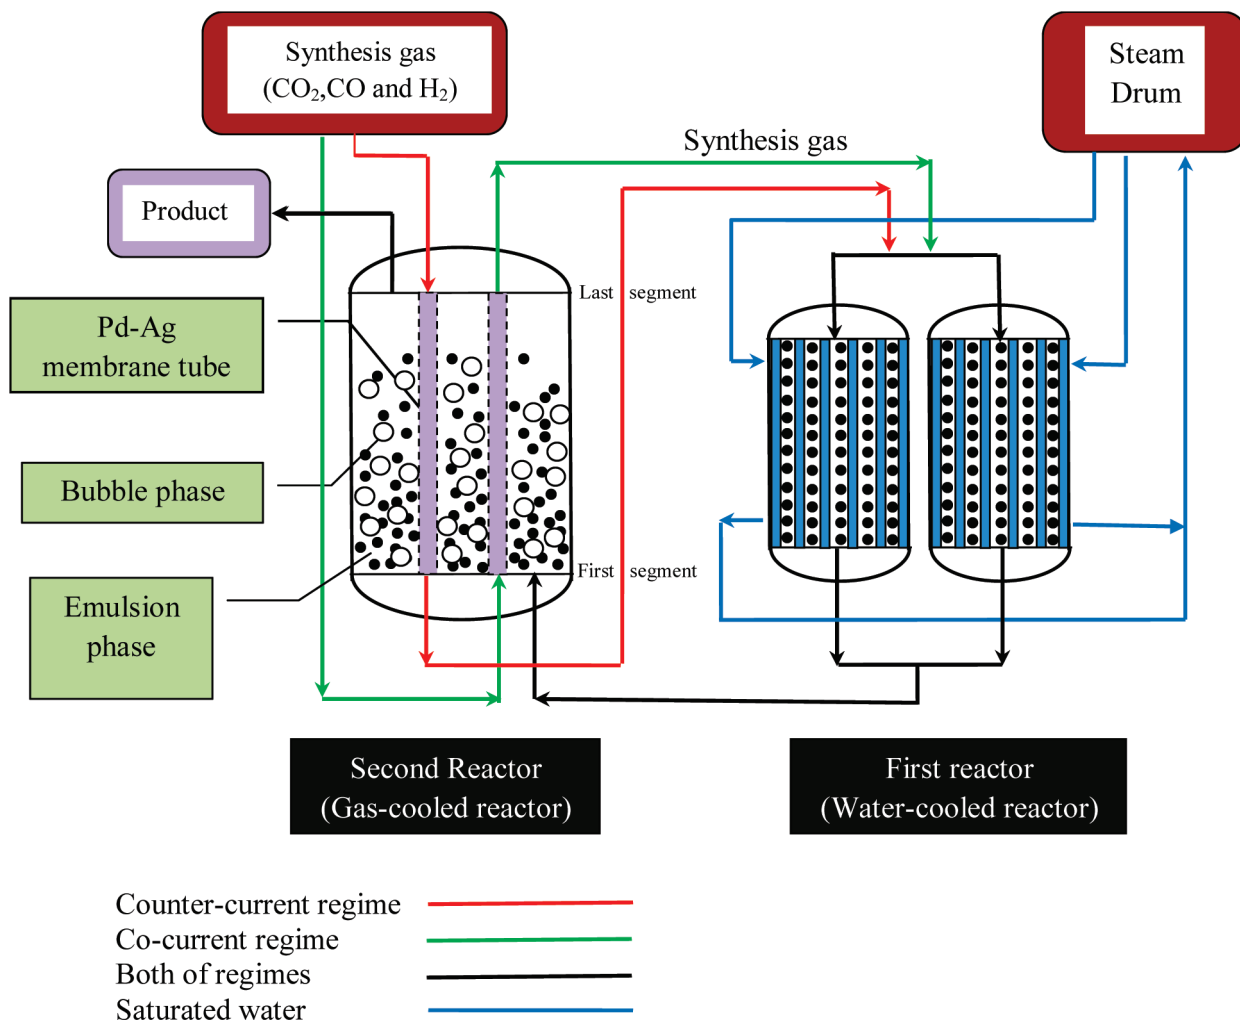 Synthesis gas
(CO₂,CO and H₂)
Steam
Drum
Synthesis gas
Product
Last segment
Pd-Ag
membrane tube
Bubble phase
First segment
Emulsion
phase
Second Reactor
(Gas-cooled reactor)
First reactor
(Water-cooled reactor)
Counter-current regime
Co-current regime
Both of regimes
Saturated water